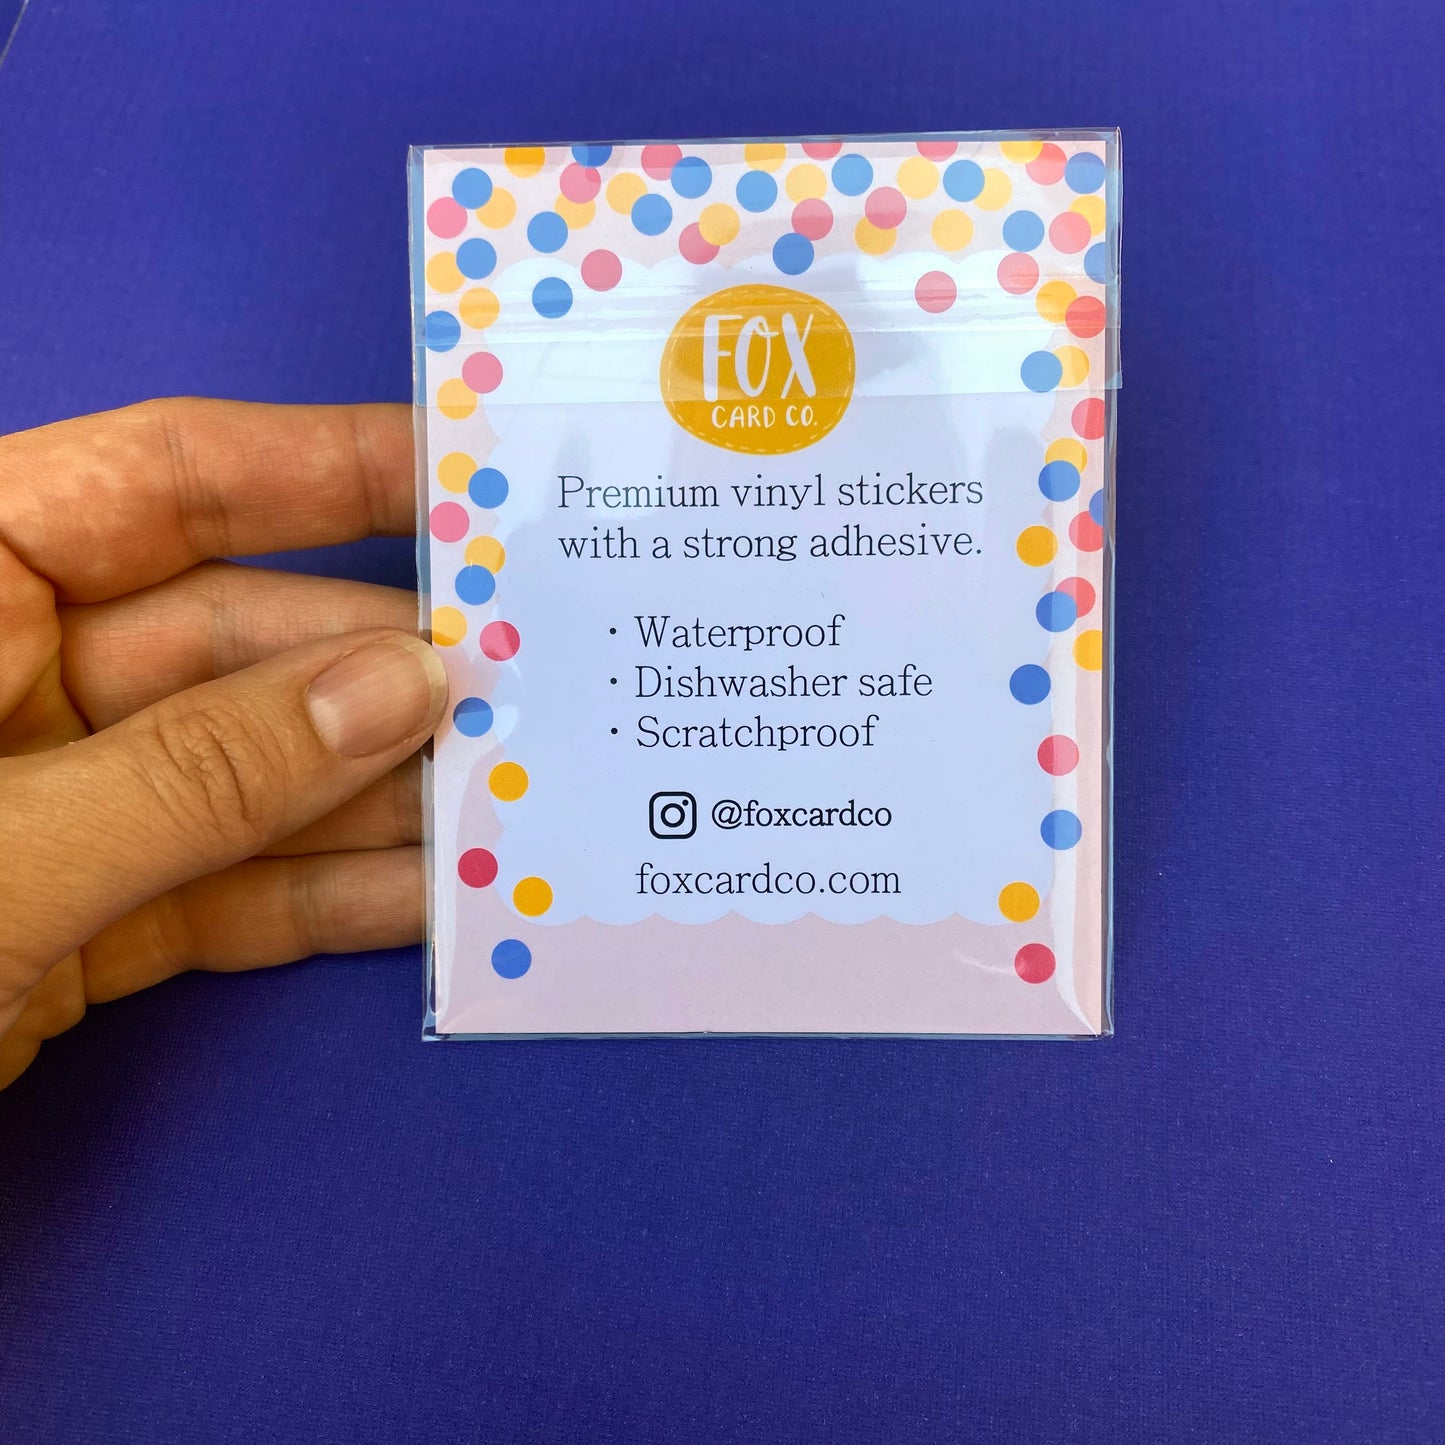 FOX
CARD CO.
Premium vinyl stickers
with a strong adhesive.
· Waterproof
· Dishwasher safe
· Scratchproof
@foxcardco
foxcardco.com